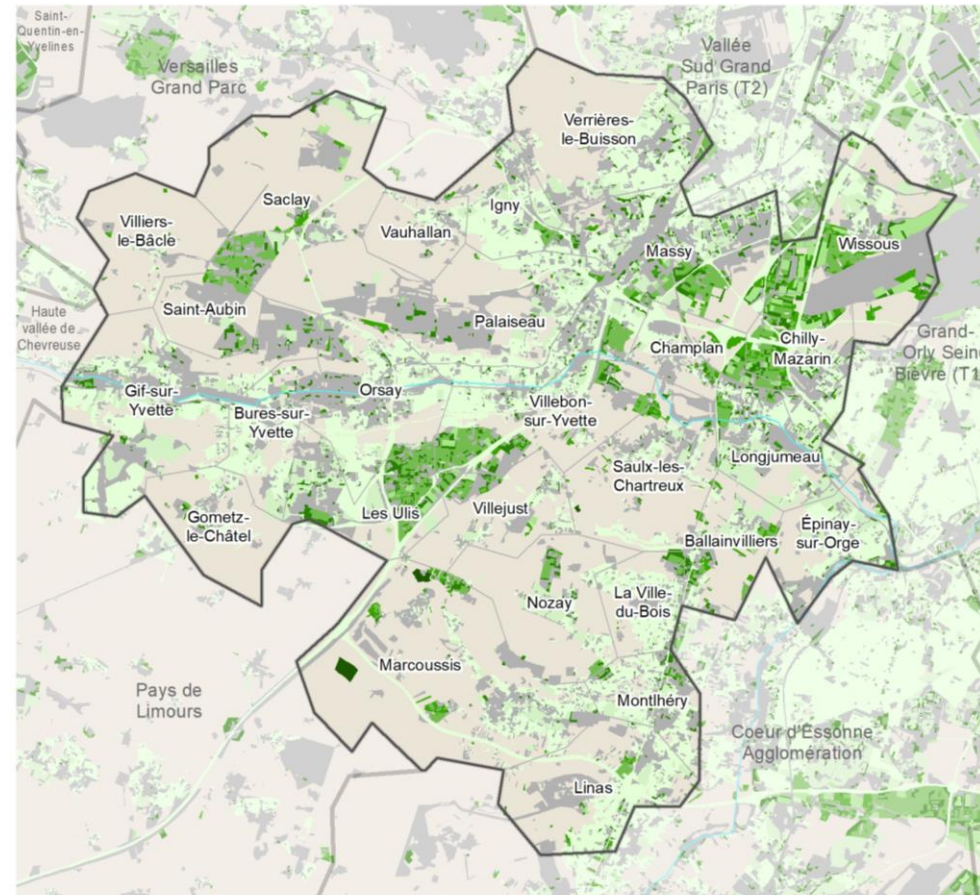 Saint-
Quentin-en-
Yvelines
Versailles
Grand Parc
Vallée
Sud Grand
Paris (T2)
Verrières-
le-Buisson
Saclay
Igny
Villiers-
le-Bâcle
Vauhallan
Massy
Wissous
Saint-Aubin
Palaiseau
Haute
vallée de
Chevreuse
Champlan
Chilly-
Mazarin
Grand-
Orly Seine
Bièvre (T1
Gif-sur-
Yvette
Orsay
Bures-sur-
Yvette
Villebon-
sur-Yvette
Longjumeau
Saulx-les-
Chartreux
Les Ulis
Villejust
Gometz-
le-Châtel
Ballainvilliers
Épinay-
sur-Orge
Nozay
La Ville-
du-Bois
Marcoussis
Montlhéry
Pays de
Limours
Coeur d'Essonne
Agglomération
Linas